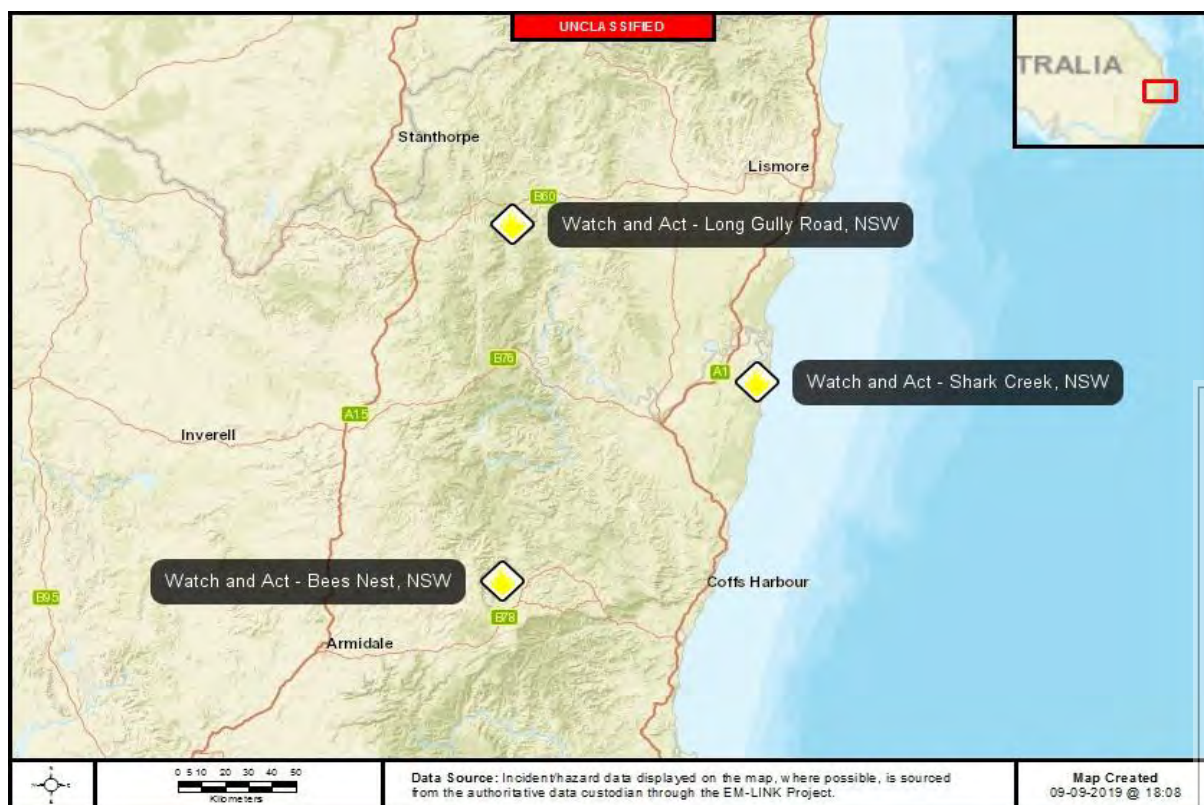 UNCLASSIFIED
TRALIA
Stanthorpe
Lismore
B60
Watch and Act - Long Gully Road, NSW
B76
A1
Watch and Act - Shark Creek, NSW
A15
Inverell
Watch and Act - Bees Nest, NSW
Coffs Harbour
B95
B78
Armidale
0 5 10 20 30 40 50
Kilometers
Data Source: Incident/hazard data displayed on the map, where possible, is sourced
from the authoritative data custodian through the EM-LINK Project.
Map Created
09-09-2019 @ 18:08